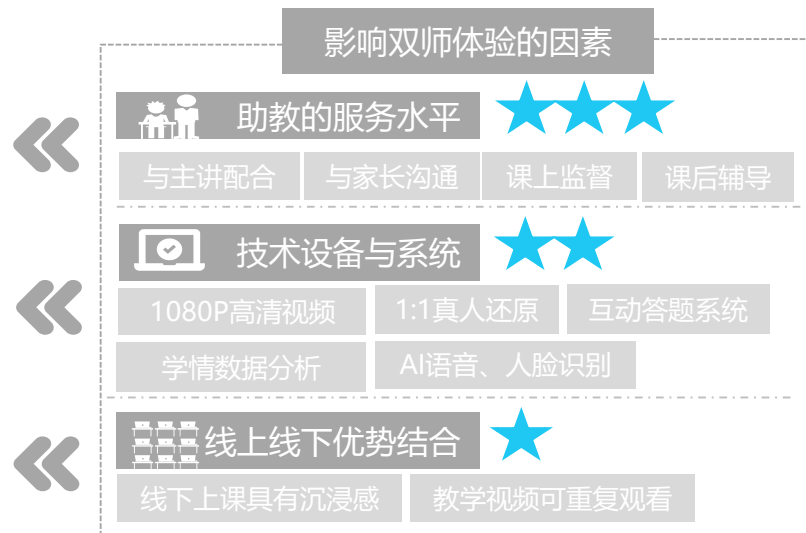 影响双师体验的因素
助教的服务水平
与主讲配合 与家长沟通 课上监督 课后辅导
技术设备与系统
1080P高清视频 1:1真人还原 互动答题系统
学情数据分析 AI语音、人脸识别
线上线下优势结合
线下上课具有沉浸感 教学视频可重复观看